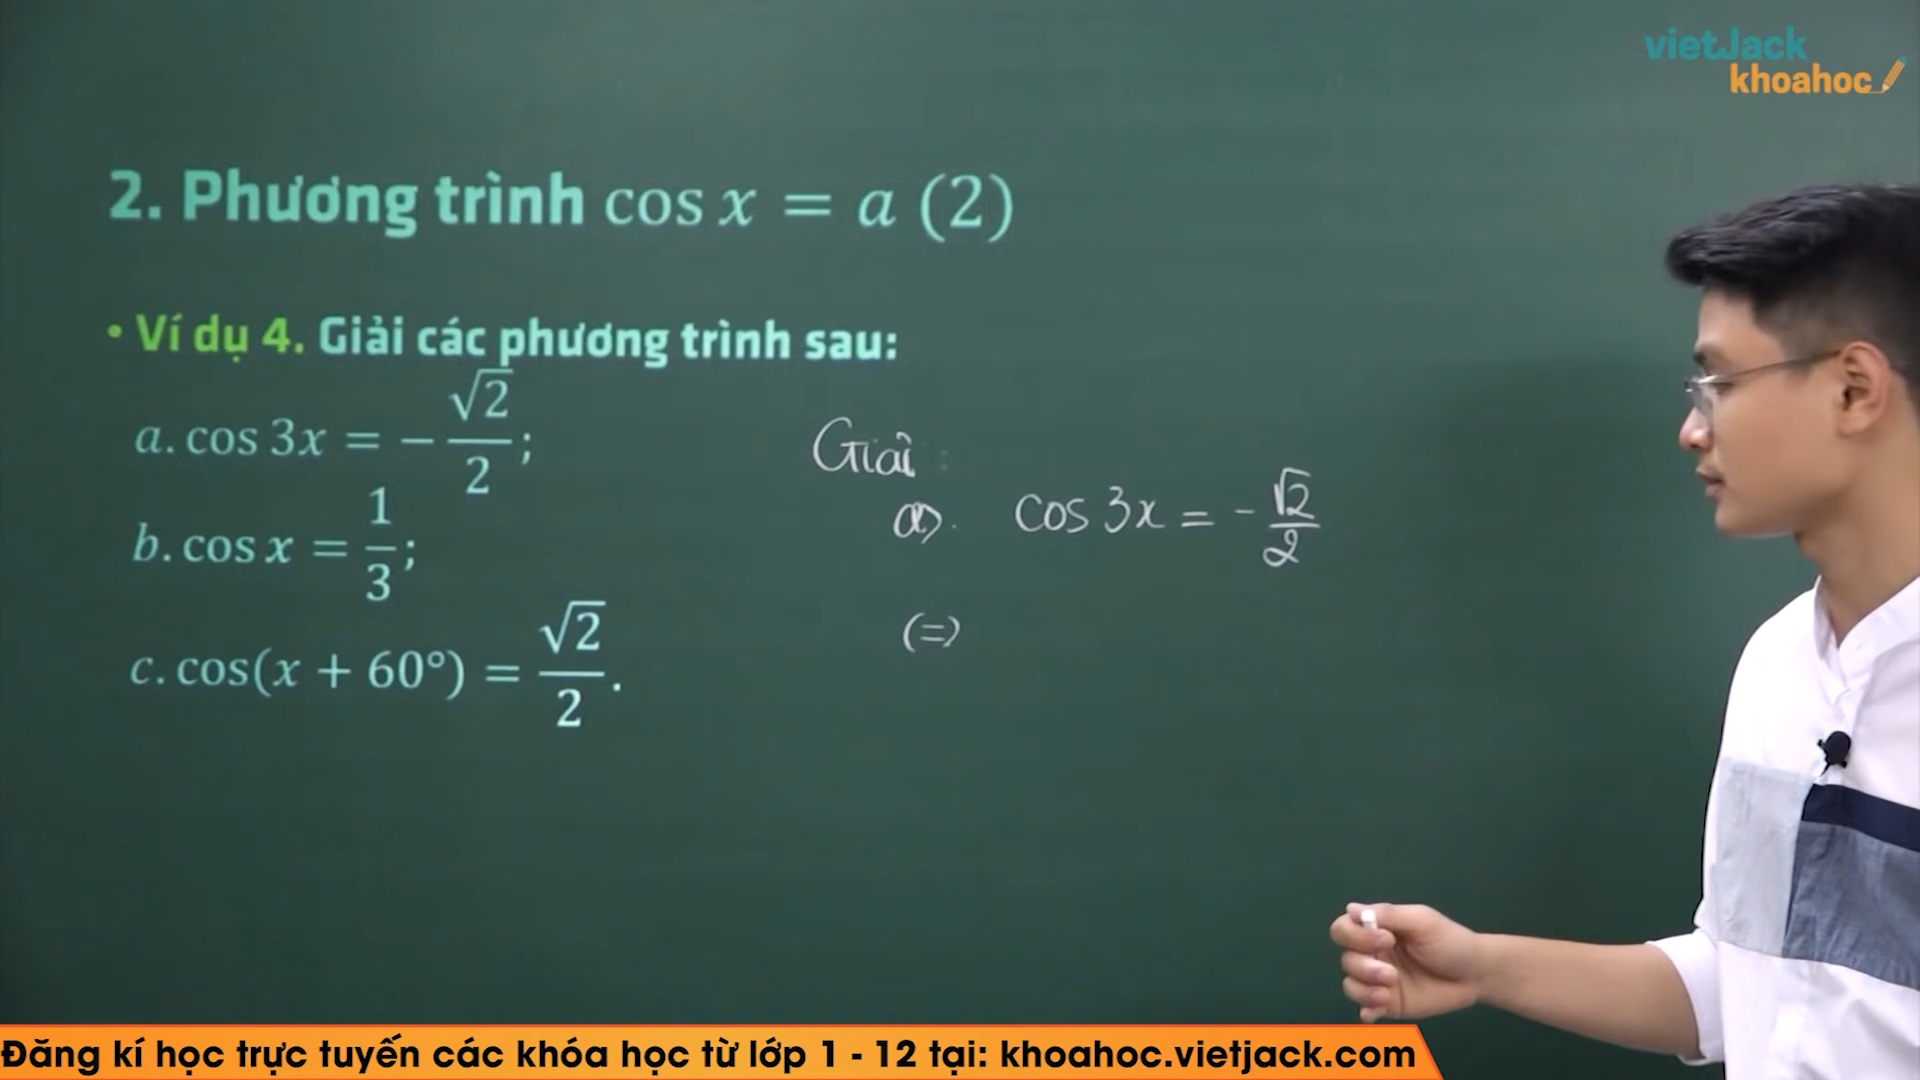 vietJack
khoahoc
2. Phương trình cos x = a (2)
• Ví dụ 4. Giải các phương trình sau:
a. cos 3x = −√2/2;
b. cos x = 1/3;
c. cos(x + 60°) = √2/2.
Giải:
a). cos 3x = -√2/2
(=)
Đăng kí học trực tuyến các khóa học từ lớp 1 - 12 tại: khoahoc.vietjack.com